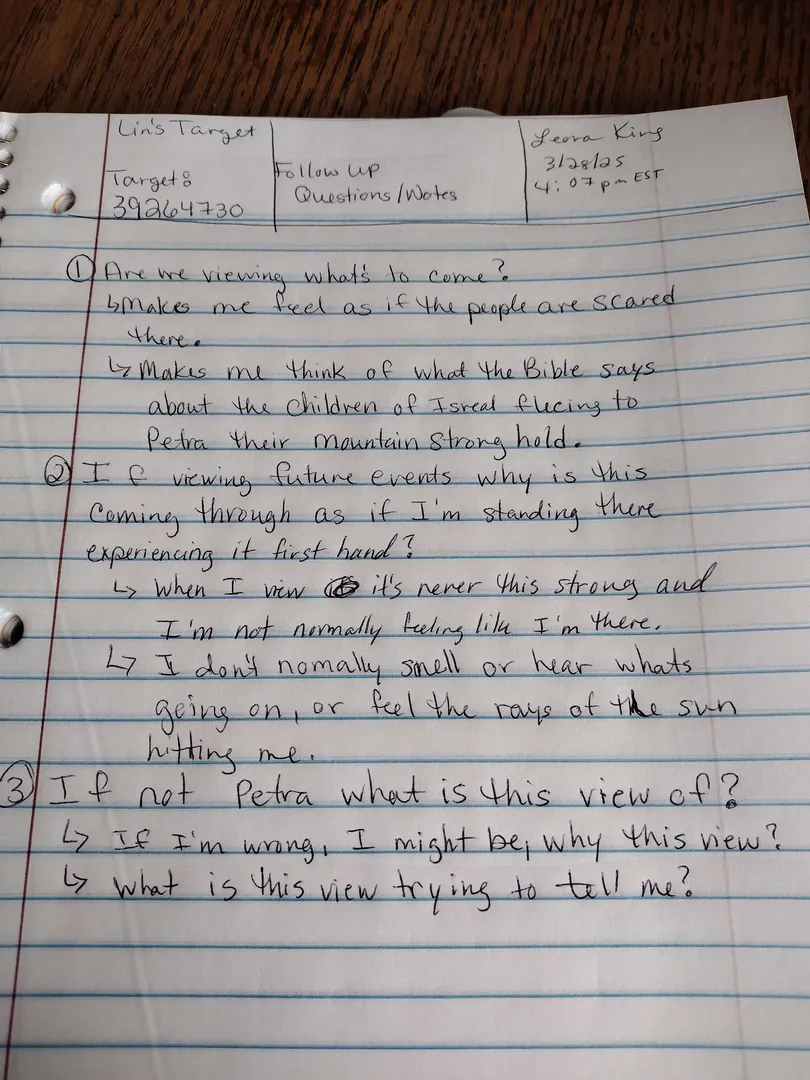 Lin's Target
Target:
39264730
Follow up
Questions/Notes
Leora King
3/28/25
4:07pm EST
① Are we viewing what's to come?
↳Makes me feel as if the people are scared
there.
↳ Makes me think of what the Bible says
about the children of Isreal fleeing to
Petra their mountain strong hold.
② If viewing future events why is this
coming through as if I'm standing there
experiencing it first hand?
↳ When I view it's never this strong and
I'm not normally feeling like I'm there.
↳ I don't nomally smell or hear whats
going on, or feel the rays of the sun
hitting me.
③ If not Petra what is this view of?
↳ If I'm wrong, I might be, why this view?
↳ What is this view trying to tell me?